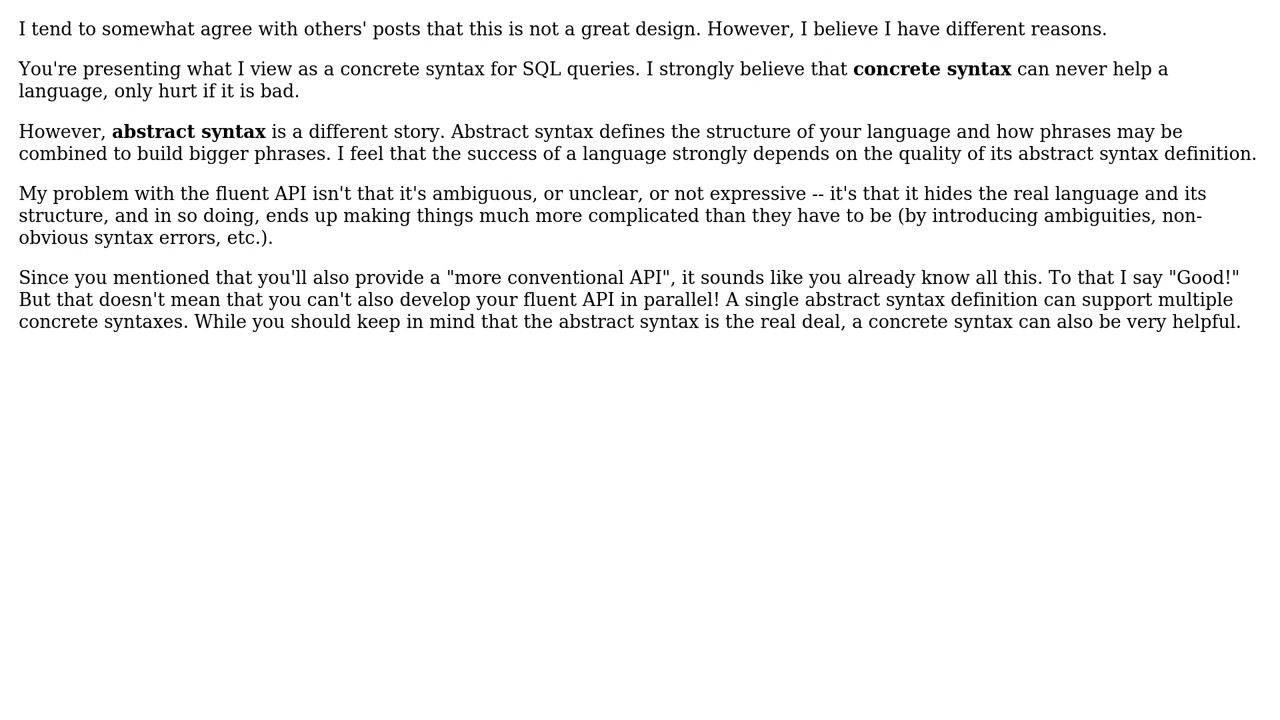 I tend to somewhat agree with others' posts that this is not a great design. However, I believe I have different reasons.
You're presenting what I view as a concrete syntax for SQL queries. I strongly believe that concrete syntax can never help a
language, only hurt if it is bad.
However, abstract syntax is a different story. Abstract syntax defines the structure of your language and how phrases may be
combined to build bigger phrases. I feel that the success of a language strongly depends on the quality of its abstract syntax definition.
My problem with the fluent API isn't that it's ambiguous, or unclear, or not expressive -- it's that it hides the real language and its
structure, and in so doing, ends up making things much more complicated than they have to be (by introducing ambiguities, non-
obvious syntax errors, etc.).
Since you mentioned that you'll also provide a "more conventional API", it sounds like you already know all this. To that I say "Good!"
But that doesn't mean that you can't also develop your fluent API in parallel! A single abstract syntax definition can support multiple
concrete syntaxes. While you should keep in mind that the abstract syntax is the real deal, a concrete syntax can also be very helpful.